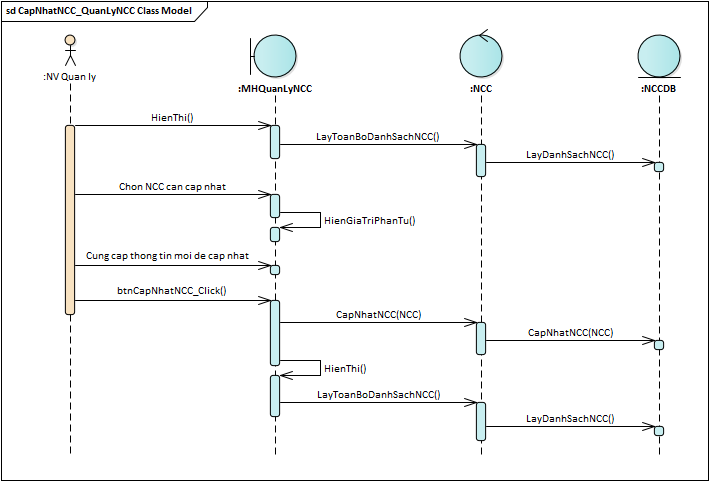 sd CapNhatNCC_QuanLyNCC Class Model
:NV Quan ly
:MHQuanLyNCC
:NCC
:NCCDB
HienThi()
LayToanBoDanhSachNCC()
LayDanhSachNCC()
Chon NCC can cap nhat
HienGiaTriPhanTu()
Cung cap thong tin moi de cap nhat
btnCapNhatNCC_Click()
CapNhatNCC(NCC)
CapNhatNCC(NCC)
HienThi()
LayToanBoDanhSachNCC()
LayDanhSachNCC()